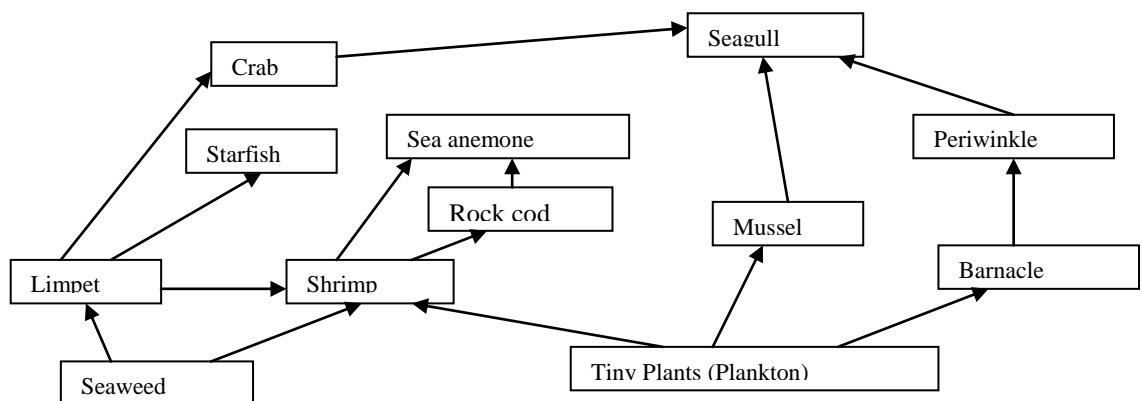 Seagull
Crab
Sea anemone
Periwinkle
Starfish
Rock cod
Mussel
Limpet
Shrimp
Barnacle
Seaweed
Tiny Plants (Plankton)